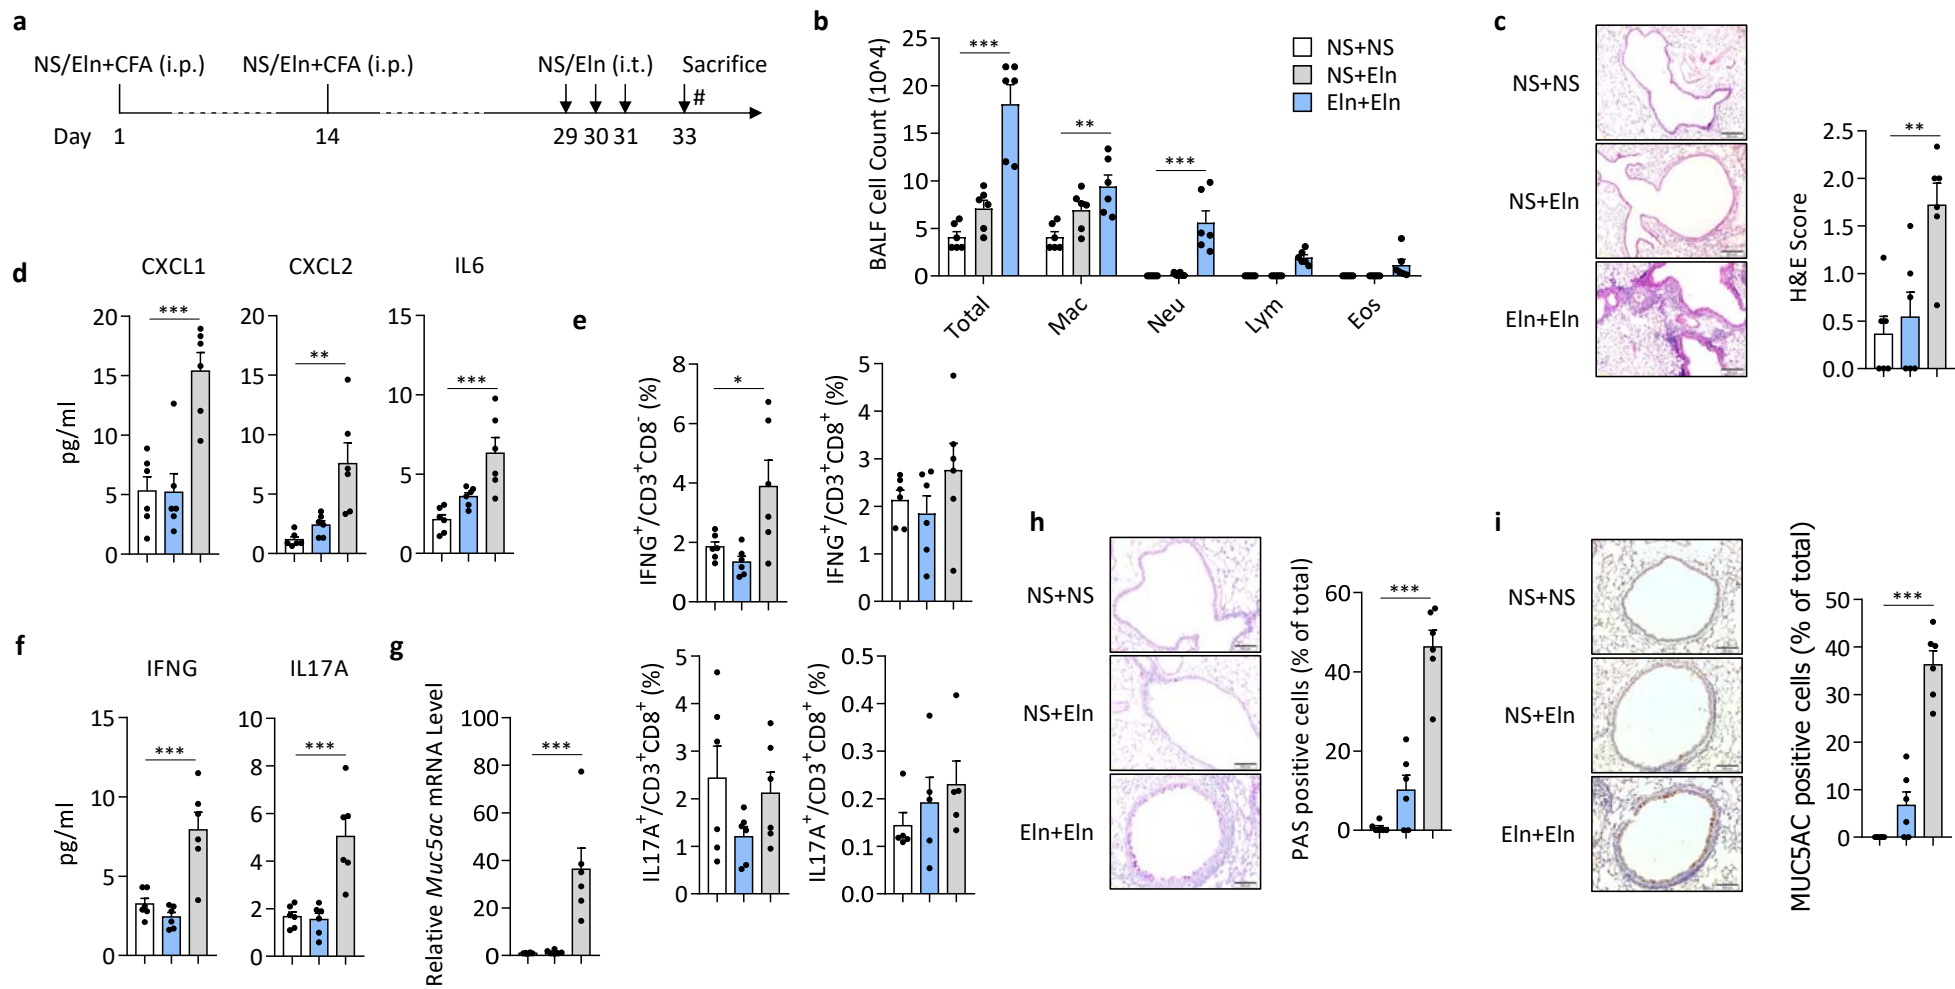 a
NS/Eln+CFA (i.p.) NS/Eln+CFA (i.p.) NS/Eln (i.t.) Sacrifice
#
Day 1 14 29 30 31 33
b
BALF Cell Count (10^4)
25
20
15
10
5
0
***
**
***
Total Mac Neu Lym Eos
NS+NS
NS+Eln
Eln+Eln
c
NS+NS
NS+Eln
Eln+Eln
H&E Score
2.5
2.0
1.5
1.0
0.5
0.0
**
d
CXCL1
pg/ml
20
15
10
5
0
***
CXCL2
20
15
10
5
0
**
IL6
15
10
5
0
***
e
IFNG⁺/CD3⁺CD8⁻ (%)
8
6
4
2
0
*
IFNG⁺/CD3⁺CD8⁺ (%)
5
4
3
2
1
0
IL17A⁺/CD3⁺CD8⁺ (%)
5
4
3
2
1
0
IL17A⁺/CD3⁺CD8⁺ (%)
0.5
0.4
0.3
0.2
0.1
0.0
f
IFNG
pg/ml
15
10
5
0
***
IL17A
10
8
6
4
2
0
***
g
Relative Muc5ac mRNA Level
100
80
60
40
20
0
***
h
NS+NS
NS+Eln
Eln+Eln
PAS positive cells (% of total)
60
40
20
0
***
i
NS+NS
NS+Eln
Eln+Eln
MUC5AC positive cells (% of total)
50
40
30
20
10
0
***